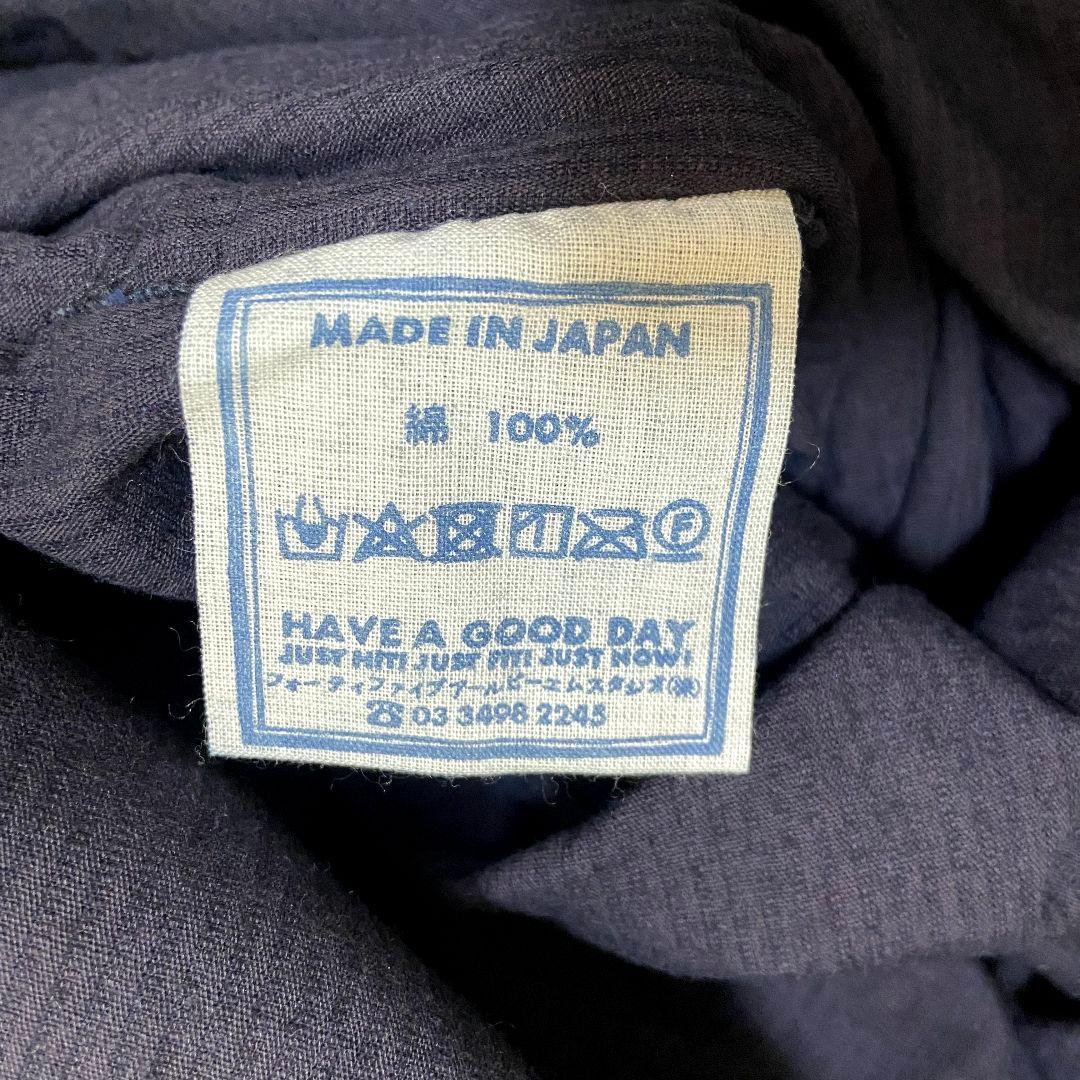 MADE IN JAPAN
綿 100%
F
HAVE A GOOD DAY
JUST HIT! JUST FIT! JUST NOW!
フォーティファイブアールピーエムスタジオ(株)
☎ 03 3498 2245